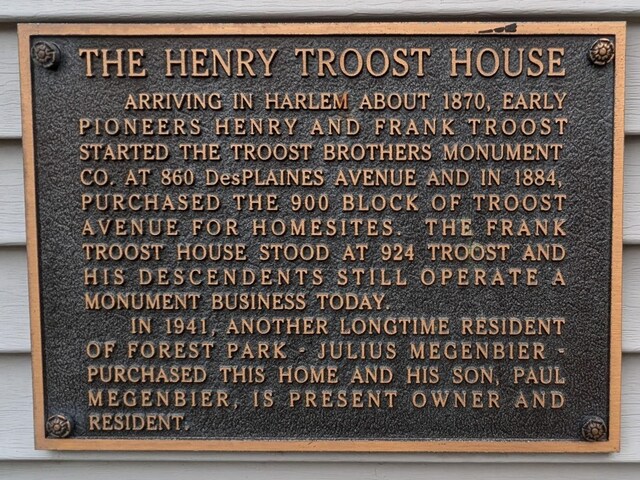 THE HENRY TROOST HOUSE
ARRIVING IN HARLEM ABOUT 1870, EARLY
PIONEERS HENRY AND FRANK TROOST
STARTED THE TROOST BROTHERS MONUMENT
CO. AT 860 DesPLAINES AVENUE AND IN 1884,
PURCHASED THE 900 BLOCK OF TROOST
AVENUE FOR HOMESITES. THE FRANK
TROOST HOUSE STOOD AT 924 TROOST AND
HIS DESCENDENTS STILL OPERATE A
MONUMENT BUSINESS TODAY.
IN 1941, ANOTHER LONGTIME RESIDENT
OF FOREST PARK - JULIUS MEGENBIER -
PURCHASED THIS HOME AND HIS SON, PAUL
MEGENBIER, IS PRESENT OWNER AND
RESIDENT.